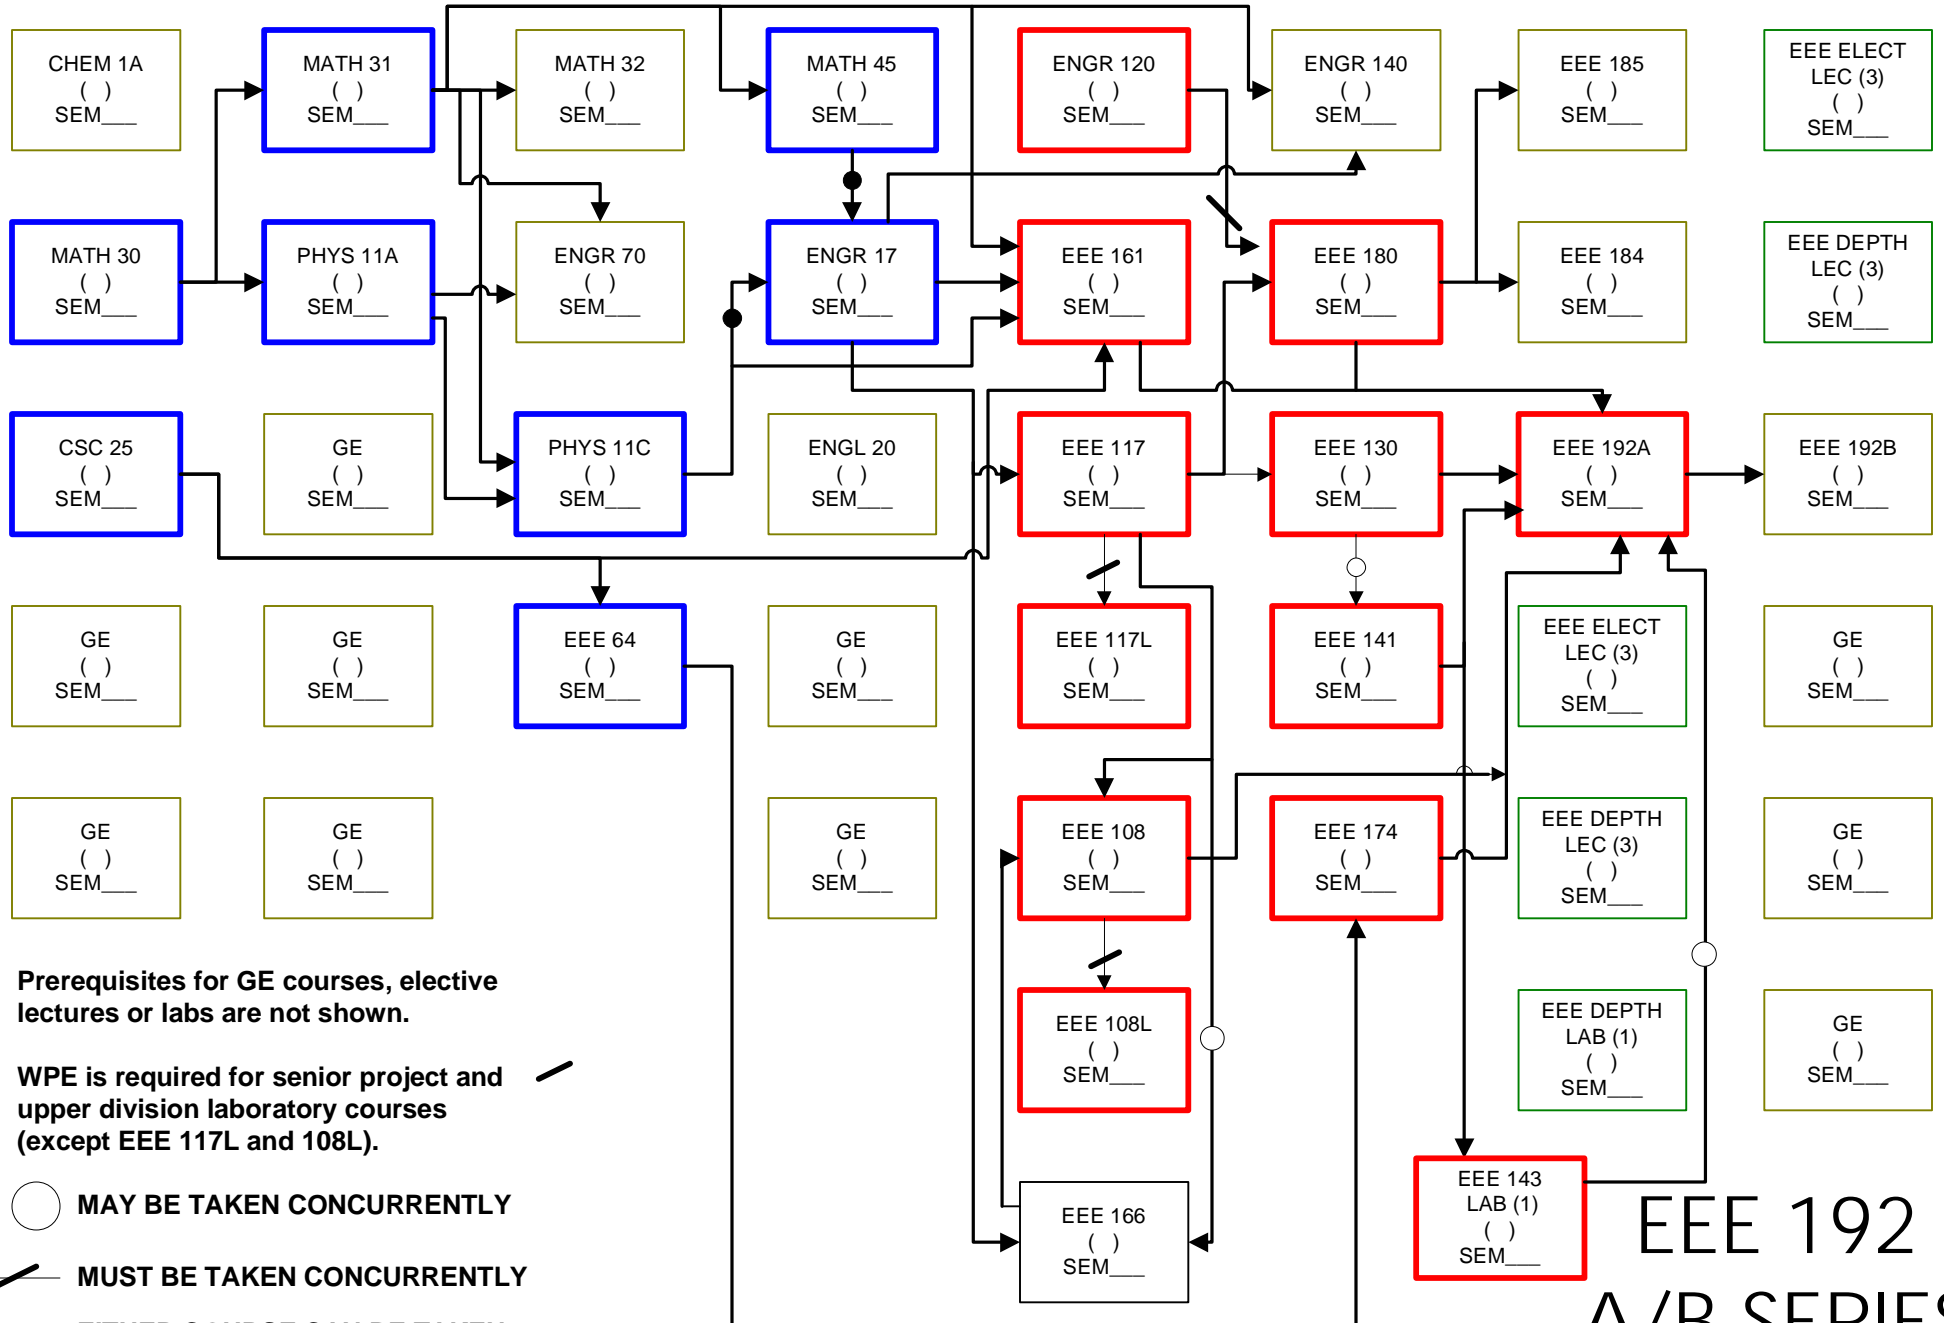 CHEM 1A
( )
SEM___
MATH 31
( )
SEM___
MATH 32
( )
SEM___
MATH 45
( )
SEM___
ENGR 120
( )
SEM___
ENGR 140
( )
SEM___
EEE 185
( )
SEM___
EEE ELECT
LEC (3)
( )
SEM___
MATH 30
( )
SEM___
PHYS 11A
( )
SEM___
ENGR 70
( )
SEM___
ENGR 17
( )
SEM___
EEE 161
( )
SEM___
EEE 180
( )
SEM___
EEE 184
( )
SEM___
EEE DEPTH
LEC (3)
( )
SEM___
CSC 25
( )
SEM___
GE
( )
SEM___
PHYS 11C
( )
SEM___
ENGL 20
( )
SEM___
EEE 117
( )
SEM___
EEE 130
( )
SEM___
EEE 192A
( )
SEM___
EEE 192B
( )
SEM___
GE
( )
SEM___
GE
( )
SEM___
EEE 64
( )
SEM___
GE
( )
SEM___
EEE 117L
( )
SEM___
EEE 141
( )
SEM___
EEE ELECT
LEC (3)
( )
SEM___
GE
( )
SEM___
GE
( )
SEM___
GE
( )
SEM___
GE
( )
SEM___
EEE 108
( )
SEM___
EEE 174
( )
SEM___
EEE DEPTH
LEC (3)
( )
SEM___
GE
( )
SEM___
EEE 108L
( )
SEM___
EEE DEPTH
LAB (1)
( )
SEM___
GE
( )
SEM___
EEE 166
( )
SEM___
EEE 143
LAB (1)
( )
SEM___
Prerequisites for GE courses, elective
lectures or labs are not shown.
WPE is required for senior project and
upper division laboratory courses
(except EEE 117L and 108L).
MAY BE TAKEN CONCURRENTLY
MUST BE TAKEN CONCURRENTLY
EEE 192
A/B SERIES